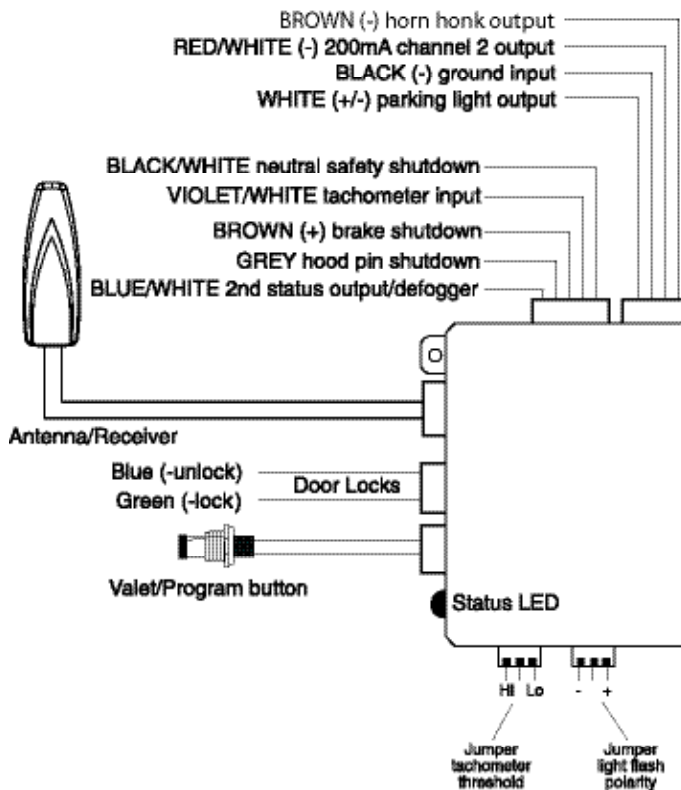 BROWN (-) horn honk output
RED/WHITE (-) 200mA channel 2 output
BLACK (-) ground input
WHITE (+/-) parking light output
BLACK/WHITE neutral safety shutdown
VIOLET/WHITE tachometer input
BROWN (+) brake shutdown
GREY hood pin shutdown
BLUE/WHITE 2nd status output/defogger
Antenna/Receiver
Blue (-unlock)
Door Locks
Green (-lock)
Valet/Program button
Status LED
HI Lo
- +
Jumper
tachometer
threshold
Jumper
light flash
polarity